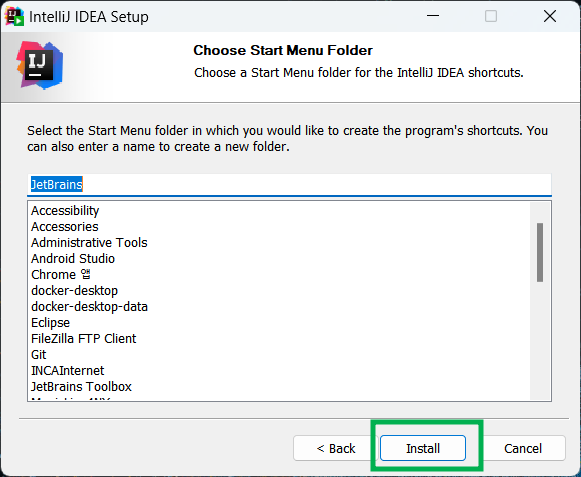 IntelliJ IDEA Setup
IJ
Choose Start Menu Folder
Choose a Start Menu folder for the IntelliJ IDEA shortcuts.
Select the Start Menu folder in which you would like to create the program's shortcuts. You
can also enter a name to create a new folder.
JetBrains
Accessibility
Accessories
Administrative Tools
Android Studio
Chrome 앱
docker-desktop
docker-desktop-data
Eclipse
FileZilla FTP Client
Git
INCAInternet
JetBrains Toolbox
< Back
Install
Cancel